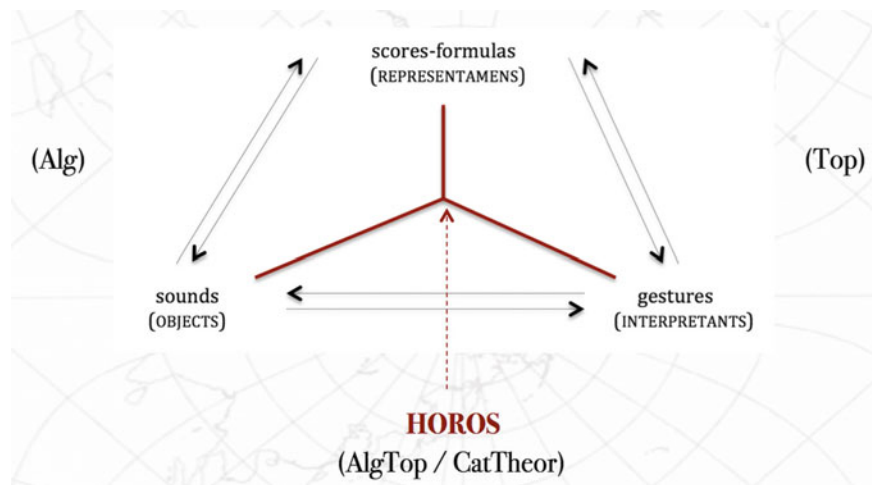 scores-formulas
(REPRESENTAMENS)
(Alg)
(Top)
sounds
(OBJECTS)
gestures
(INTERPRETANTS)
HOROS
(AlgTop / CatTheor)